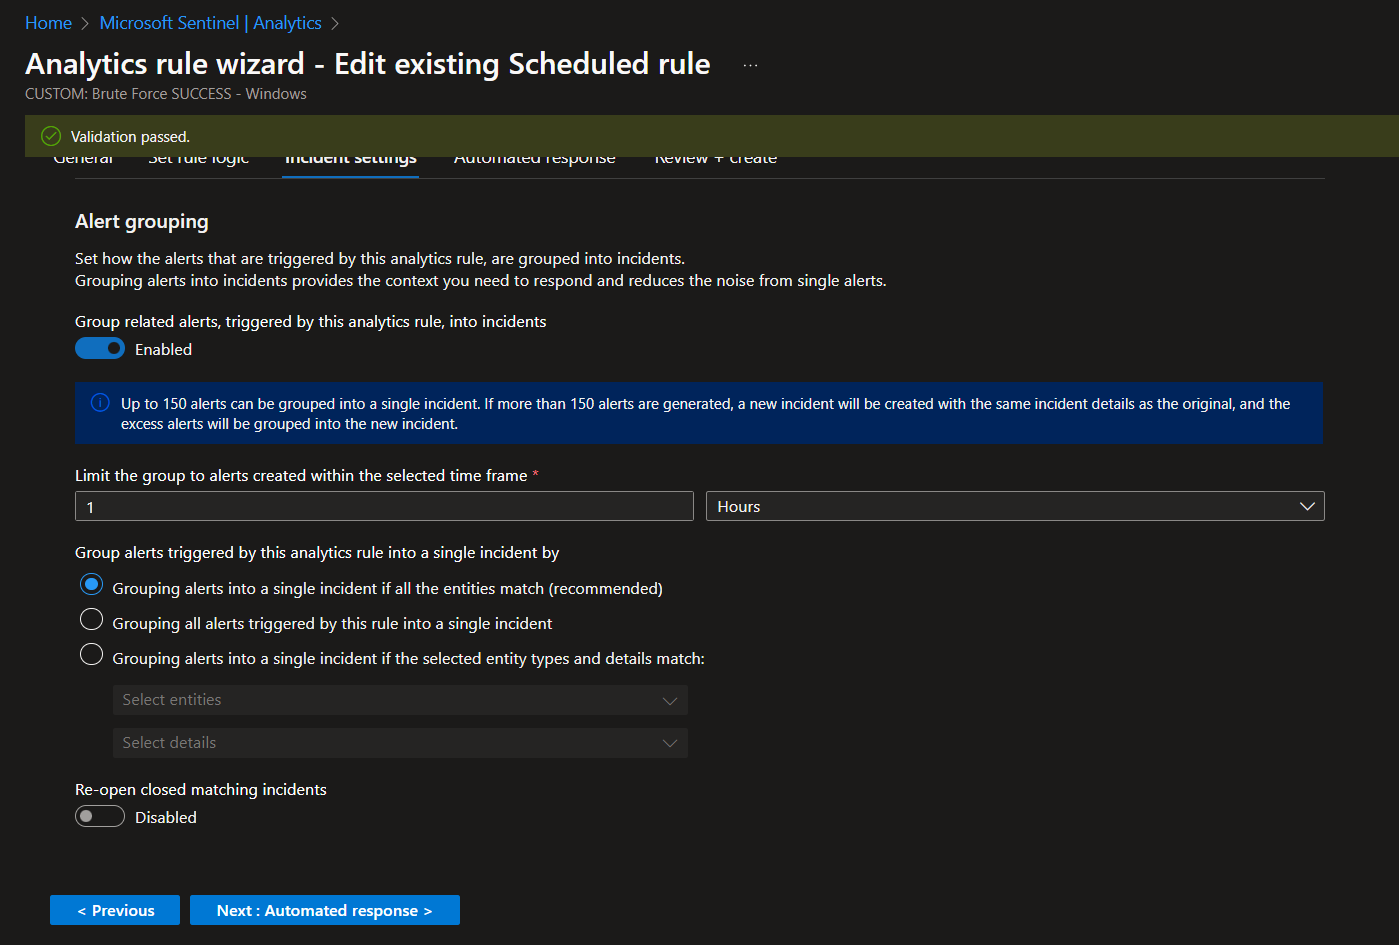 Home > Microsoft Sentinel | Analytics >
Analytics rule wizard - Edit existing Scheduled rule ...
CUSTOM: Brute Force SUCCESS - Windows
Validation passed.
General Set rule logic Incident settings Automated response Review + create
Alert grouping
Set how the alerts that are triggered by this analytics rule, are grouped into incidents.
Grouping alerts into incidents provides the context you need to respond and reduces the noise from single alerts.
Group related alerts, triggered by this analytics rule, into incidents
Enabled
Up to 150 alerts can be grouped into a single incident. If more than 150 alerts are generated, a new incident will be created with the same incident details as the original, and the
excess alerts will be grouped into the new incident.
Limit the group to alerts created within the selected time frame *
1 Hours
Group alerts triggered by this analytics rule into a single incident by
Grouping alerts into a single incident if all the entities match (recommended)
Grouping all alerts triggered by this rule into a single incident
Grouping alerts into a single incident if the selected entity types and details match:
Select entities
Select details
Re-open closed matching incidents
Disabled
< Previous Next : Automated response >